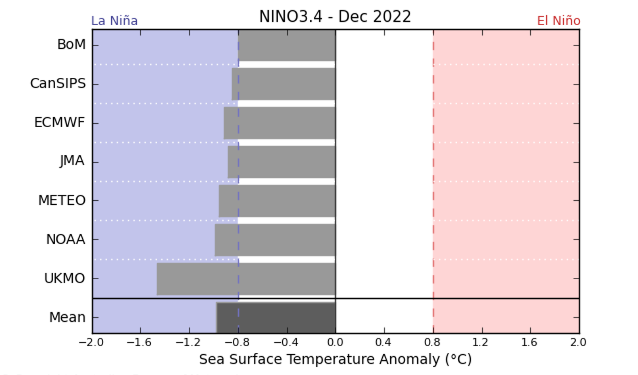 NINO3.4 - Dec 2022
La Niña
El Niño
BoM
CanSIPS
ECMWF
JMA
METEO
NOAA
UKMO
Mean
−2.0 −1.6 −1.2 −0.8 −0.4 0.0 0.4 0.8 1.2 1.6 2.0
Sea Surface Temperature Anomaly (°C)